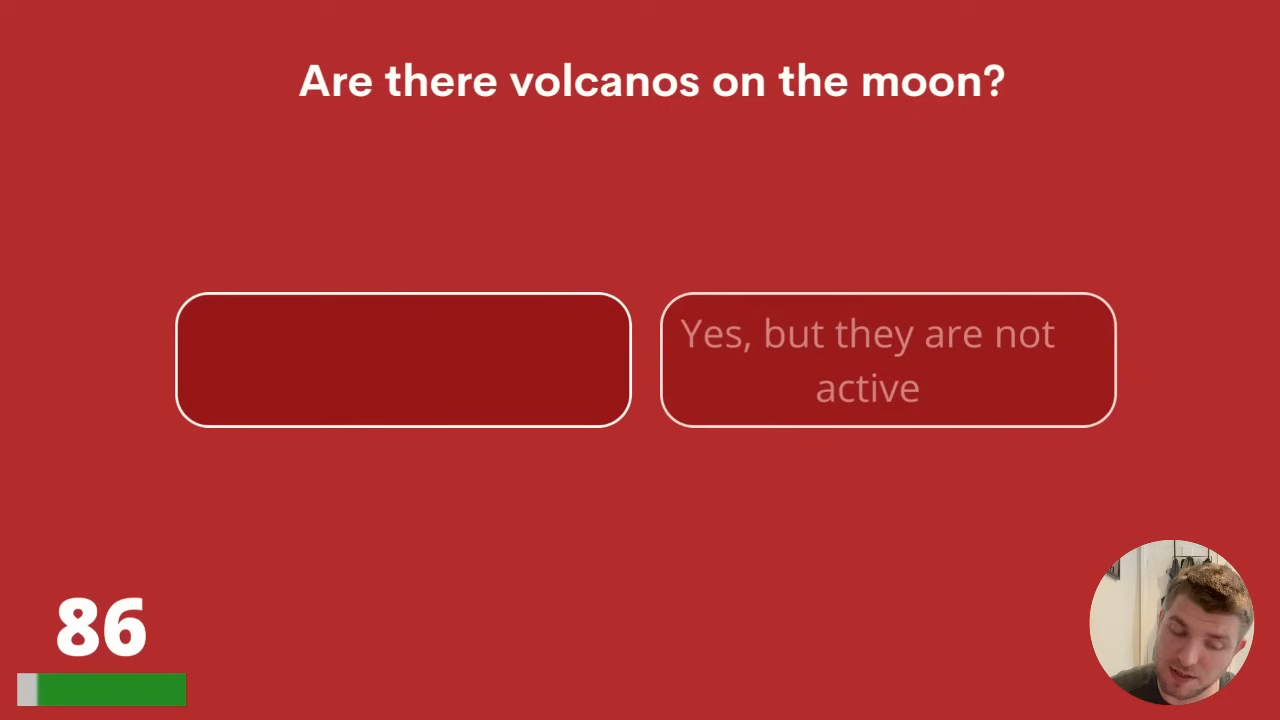 Are there volcanos on the moon?
Yes, but they are not
active
86